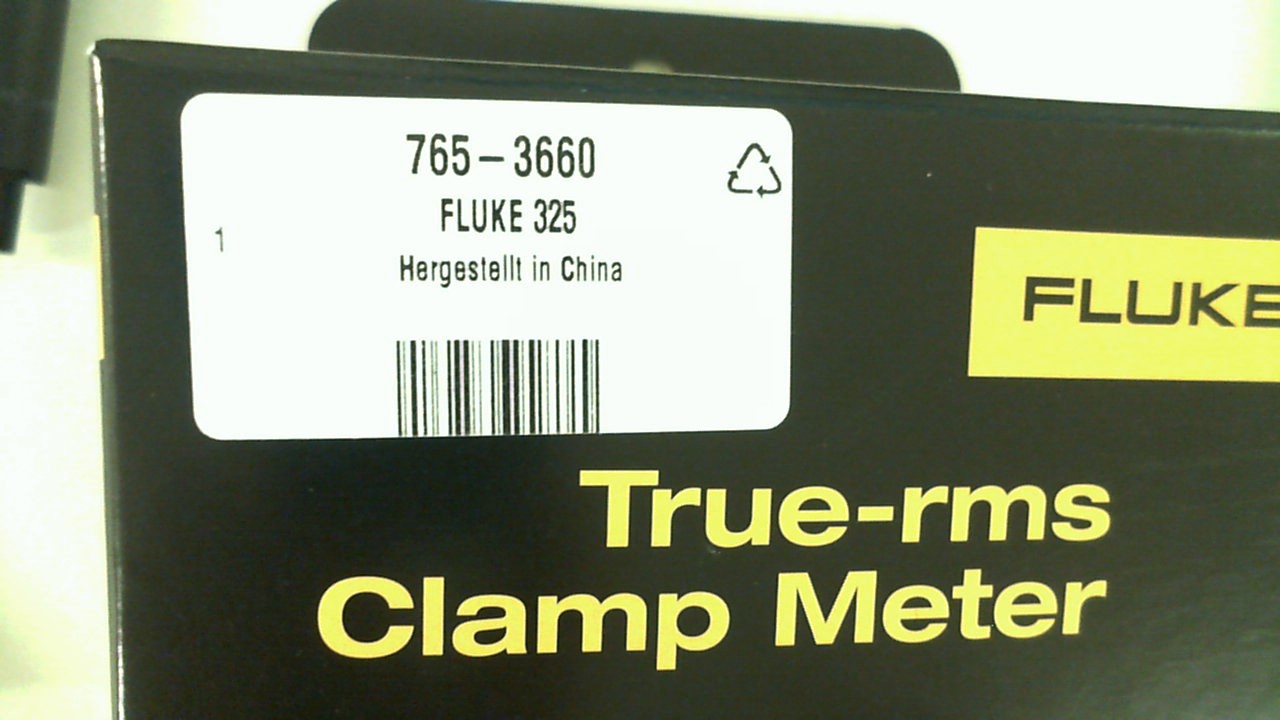 765-3660
FLUKE 325
1
Hergestellt in China
FLUKE
True-rms
Clamp Meter